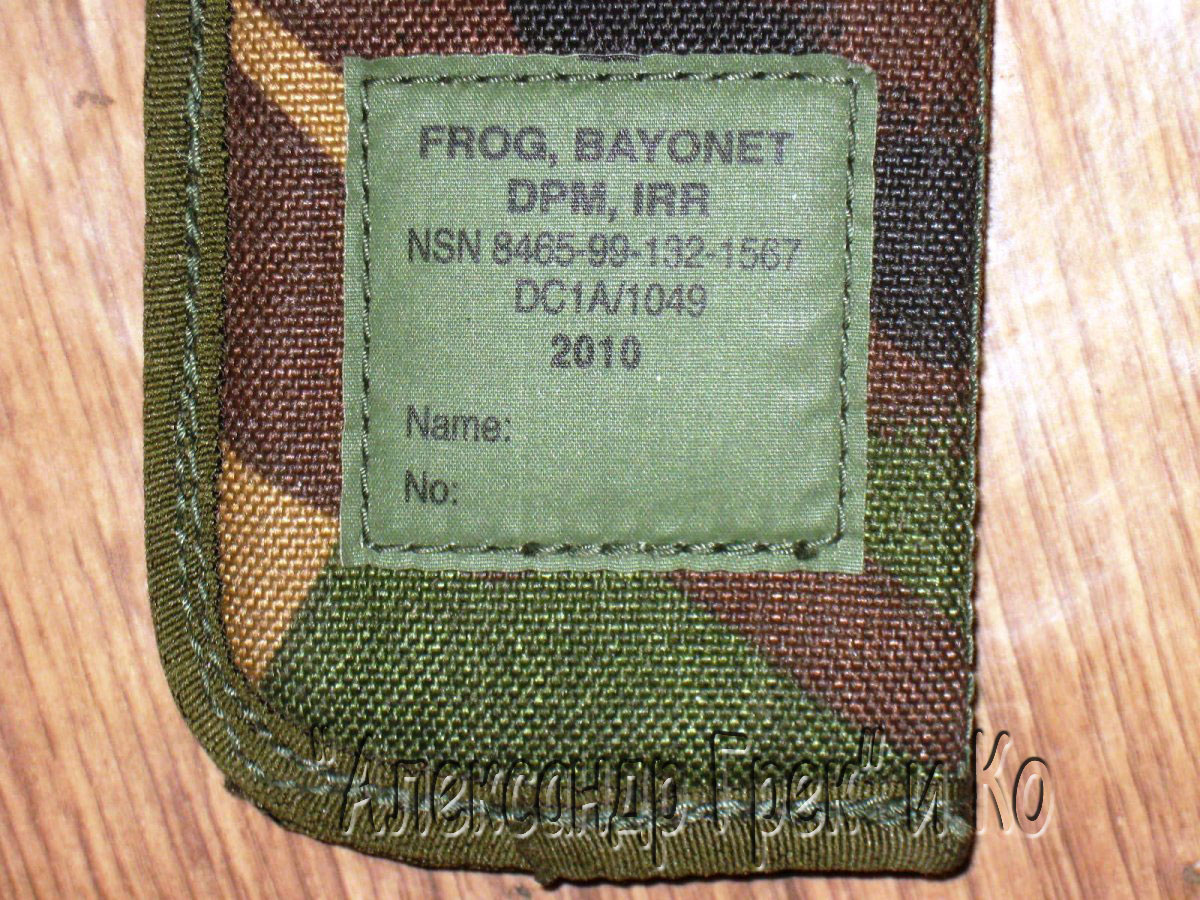 FROG, BAYONET
DPM, IRR
NSN 8465-99-132-1567
DC1A/1049
2010
Name:
No:
"Александр Грек" и Ко